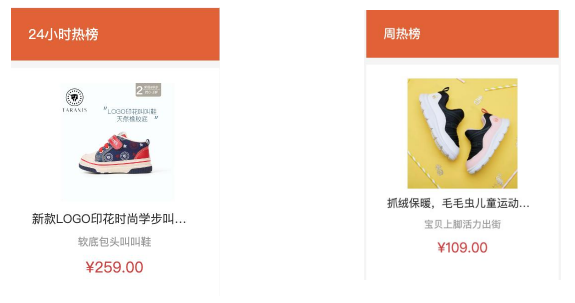 24小时热榜
TARANIS
2
“LOGO印花叫叫鞋
天然橡胶底 ”
新款LOGO印花时尚学步叫...
软底包头叫叫鞋
¥259.00
周热榜
抓绒保暖，毛毛虫儿童运动...
宝贝上脚活力出街
¥109.00